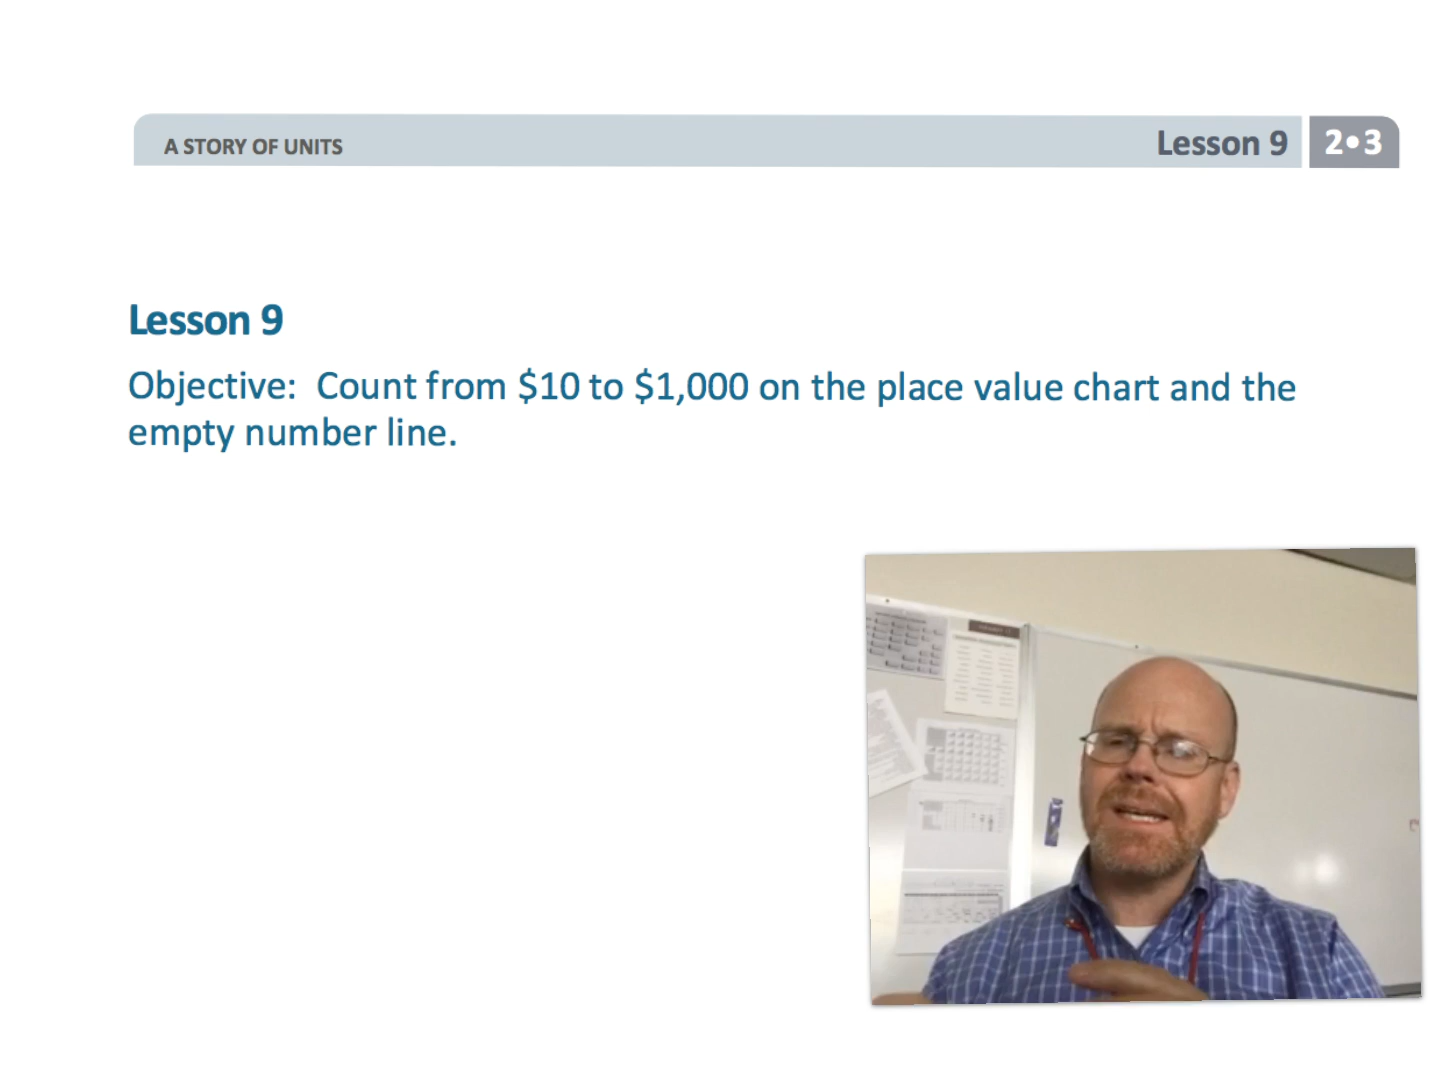 A STORY OF UNITS
Lesson 9
2•3
Lesson 9
Objective: Count from $10 to $1,000 on the place value chart and the
empty number line.